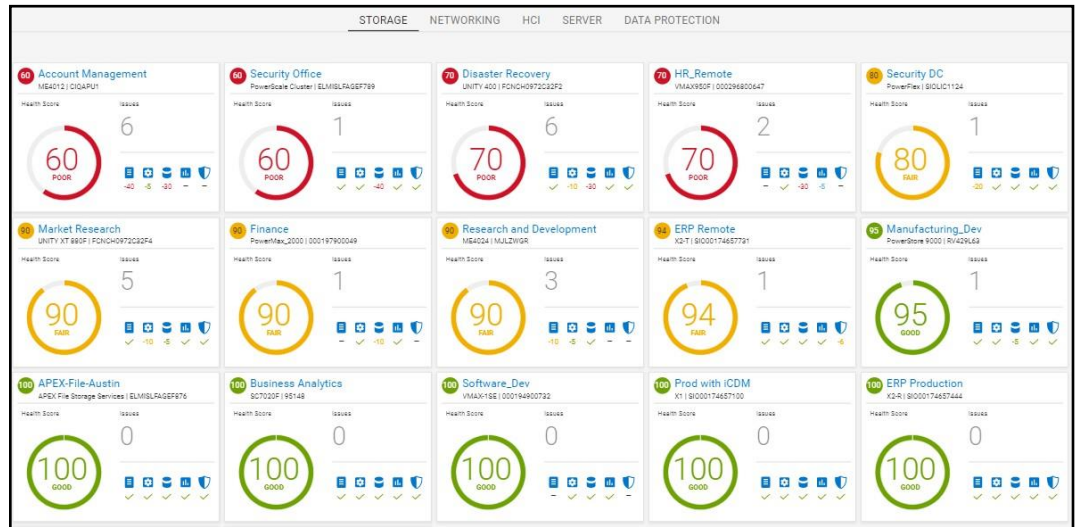 STORAGE NETWORKING HCI SERVER DATA PROTECTION
60 Account Management
ME4012 | CIQAPU1
Health Score Issues
6
60
POOR
-40 -5 -30 – –
60 Security Office
PowerScale Cluster | ELMISLFAGEF789
Health Score Issues
1
60
POOR
✓ ✓ -40 ✓ ✓
70 Disaster Recovery
UNITY 400 | FCNCH0972C32F2
Health Score Issues
6
70
POOR
✓ -10 -30 ✓ ✓
70 HR_Remote
VMAX950F | 000296800647
Health Score Issues
2
70
POOR
– ✓ -30 -5 –
80 Security DC
PowerFlex | SIOLIC1124
Health Score Issues
1
80
FAIR
-20 ✓ ✓ ✓ ✓
90 Market Research
UNITY XT 880F | FCNCH0972C32F4
Health Score Issues
5
90
FAIR
✓ -10 -5 ✓ ✓
90 Finance
PowerMax_2000 | 000197900049
Health Score Issues
1
90
FAIR
– ✓ -10 ✓ –
90 Research and Development
ME4024 | MJLZWGR
Health Score Issues
3
90
FAIR
-10 -5 ✓ – –
94 ERP Remote
X2-T | SIO00174657731
Health Score Issues
1
94
FAIR
✓ ✓ ✓ ✓ -6
95 Manufacturing_Dev
PowerStore 9000 | RV429L63
Health Score Issues
1
95
GOOD
✓ ✓ -5 ✓ ✓
100 APEX-File-Austin
APEX File Storage Services | ELMISLFAGEF876
Health Score Issues
0
100
GOOD
✓ ✓ ✓ ✓ ✓
100 Business Analytics
SC7020F | 95148
Health Score Issues
0
100
GOOD
✓ ✓ ✓ ✓ ✓
100 Software_Dev
VMAX-1SE | 000194900732
Health Score Issues
0
100
GOOD
– ✓ ✓ ✓ –
100 Prod with iCDM
X1 | SIO00174657100
Health Score Issues
0
100
GOOD
✓ ✓ ✓ ✓ ✓
100 ERP Production
X2-R | SIO00174657444
Health Score Issues
0
100
GOOD
✓ ✓ ✓ ✓ ✓